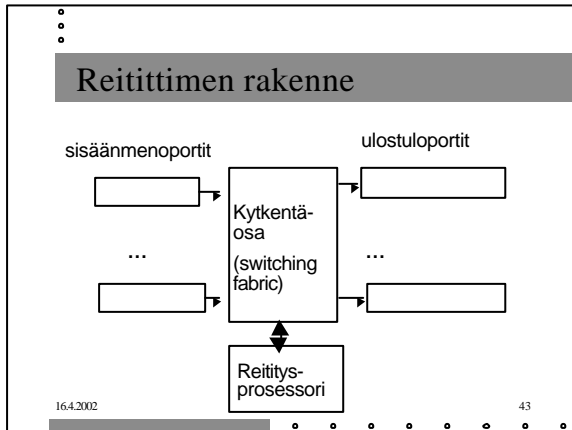 Reitittimen rakenne
sisäänmenoportit
ulostuloportit
Kytkentä-
osa
(switching
fabric)
...
...
Reititys-
prosessori
16.4.2002
43